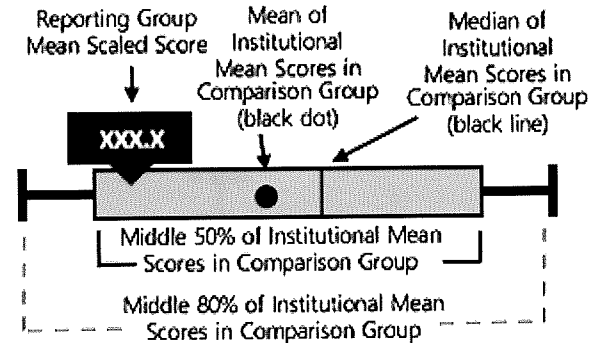 Reporting Group
Mean Scaled Score
Mean of
Institutional
Mean Scores in
Comparison Group
(black dot)
Median of
Institutional
Mean Scores in
Comparison Group
(black line)
XXX.X
Middle 50% of Institutional Mean
Scores in Comparison Group
Middle 80% of Institutional Mean
Scores in Comparison Group